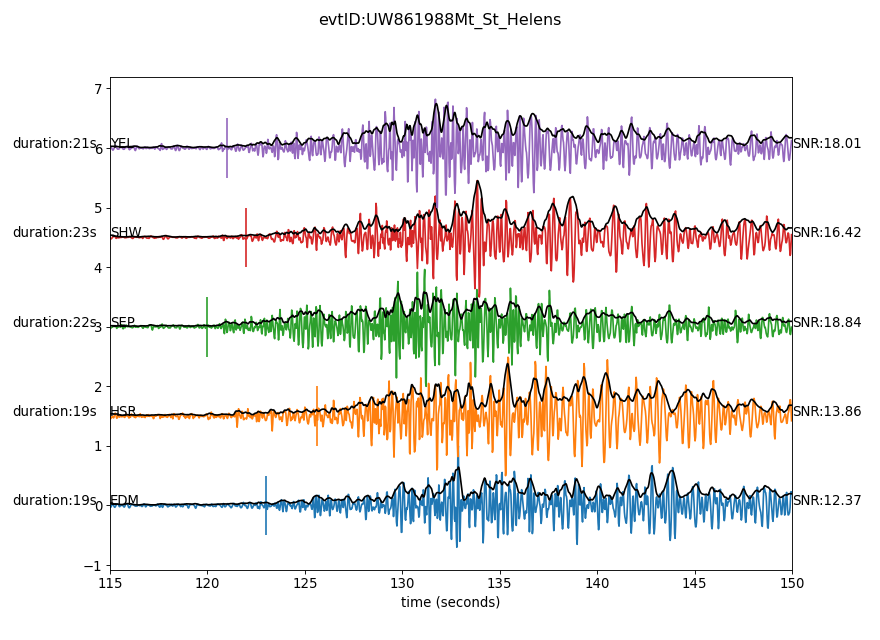 evtID:UW861988Mt_St_Helens
7
duration:21s YEL SNR:18.01
6
5
duration:23s SHW SNR:16.42
4
duration:22s SEP SNR:18.84
3
2
duration:19s HSR SNR:13.86
1
duration:19s EDM SNR:12.37
0
−1
115 120 125 130 135 140 145 150
time (seconds)